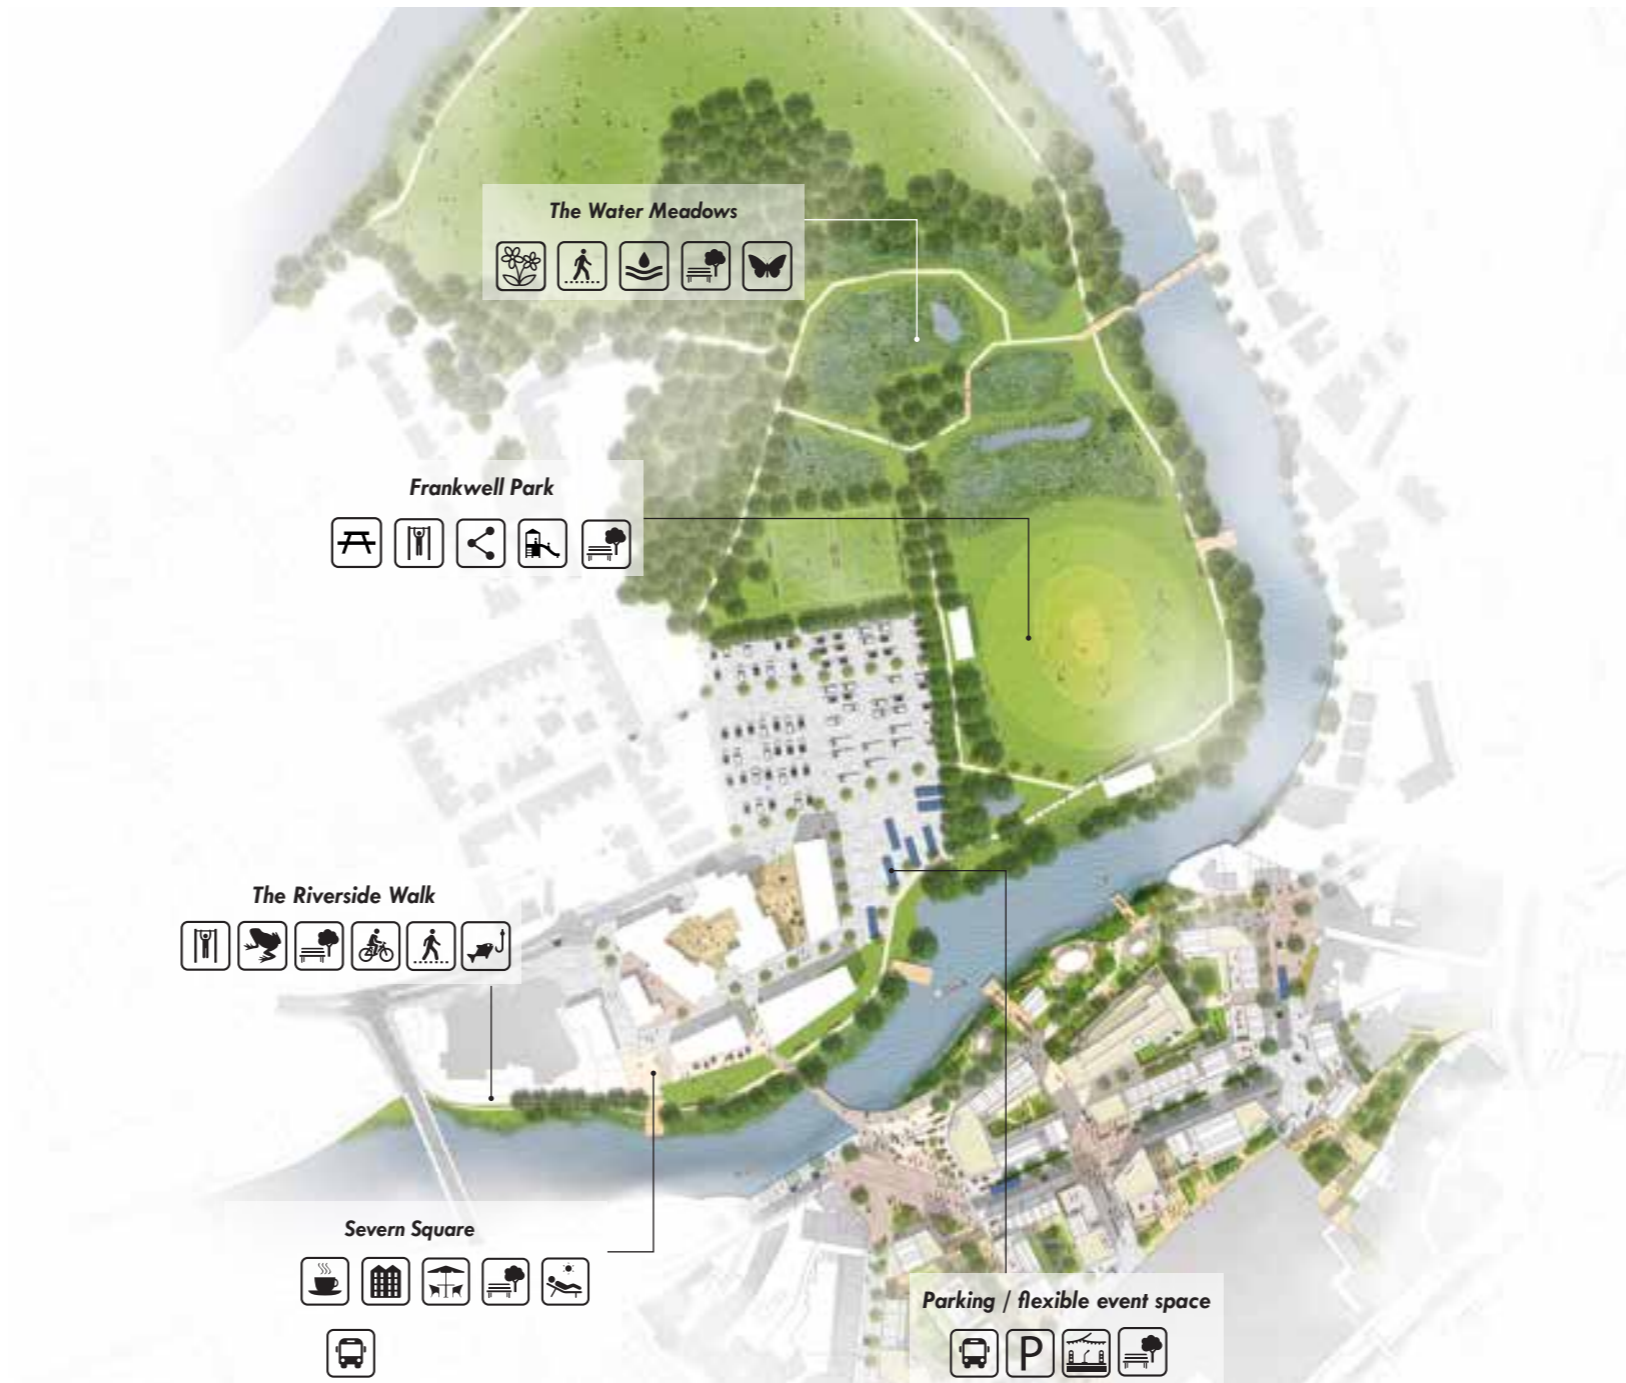 The Water Meadows
Frankwell Park
The Riverside Walk
Severn Square
Parking / flexible event space
P